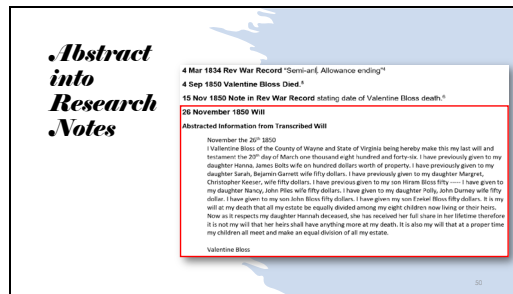 Abstract
into
Research
Notes
4 Mar 1834 Rev War Record "Semi-anl. Allowance ending"⁴
4 Sep 1850 Valentine Bloss Died.⁵
15 Nov 1850 Note in Rev War Record stating date of Valentine Bloss death.⁶
26 November 1850 Will
Abstracted Information from Transcribed Will
November the 26ᵗʰ 1850
I Vallentine Bloss of the County of Wayne and State of Virginia being hereby make this my last will and
testament the 20ᵗʰ day of March one thousand eight hundred and forty-six. I have previously given to my
daughter Hanna, James Bolts wife on hundred dollars worth of property. I have previously given to my
daughter Sarah, Bejamin Garrett wife fifty dollars. I have previously given to my daughter Margret,
Christopher Keeser, wife fifty dollars. I have previous given to my son Hiram Bloss fifty ---- I have given to
my daughter Nancy, John Piles wife fifty dollars. I have given to my daughter Polly, John Durney wife fifty
dollar. I have given to my son John Bloss fifty dollars. I have given my son Ezekel Bloss fifty dollars. It is my
will at my death that all my estate be equally divided among my eight children now living or their heirs.
Now as it respects my daughter Hannah deceased, she has received her full share in her lifetime therefore
it is not my will that her heirs shall have anything more at my death. It is also my will that at a proper time
my children all meet and make an equal division of all my estate.
Valentine Bloss
30